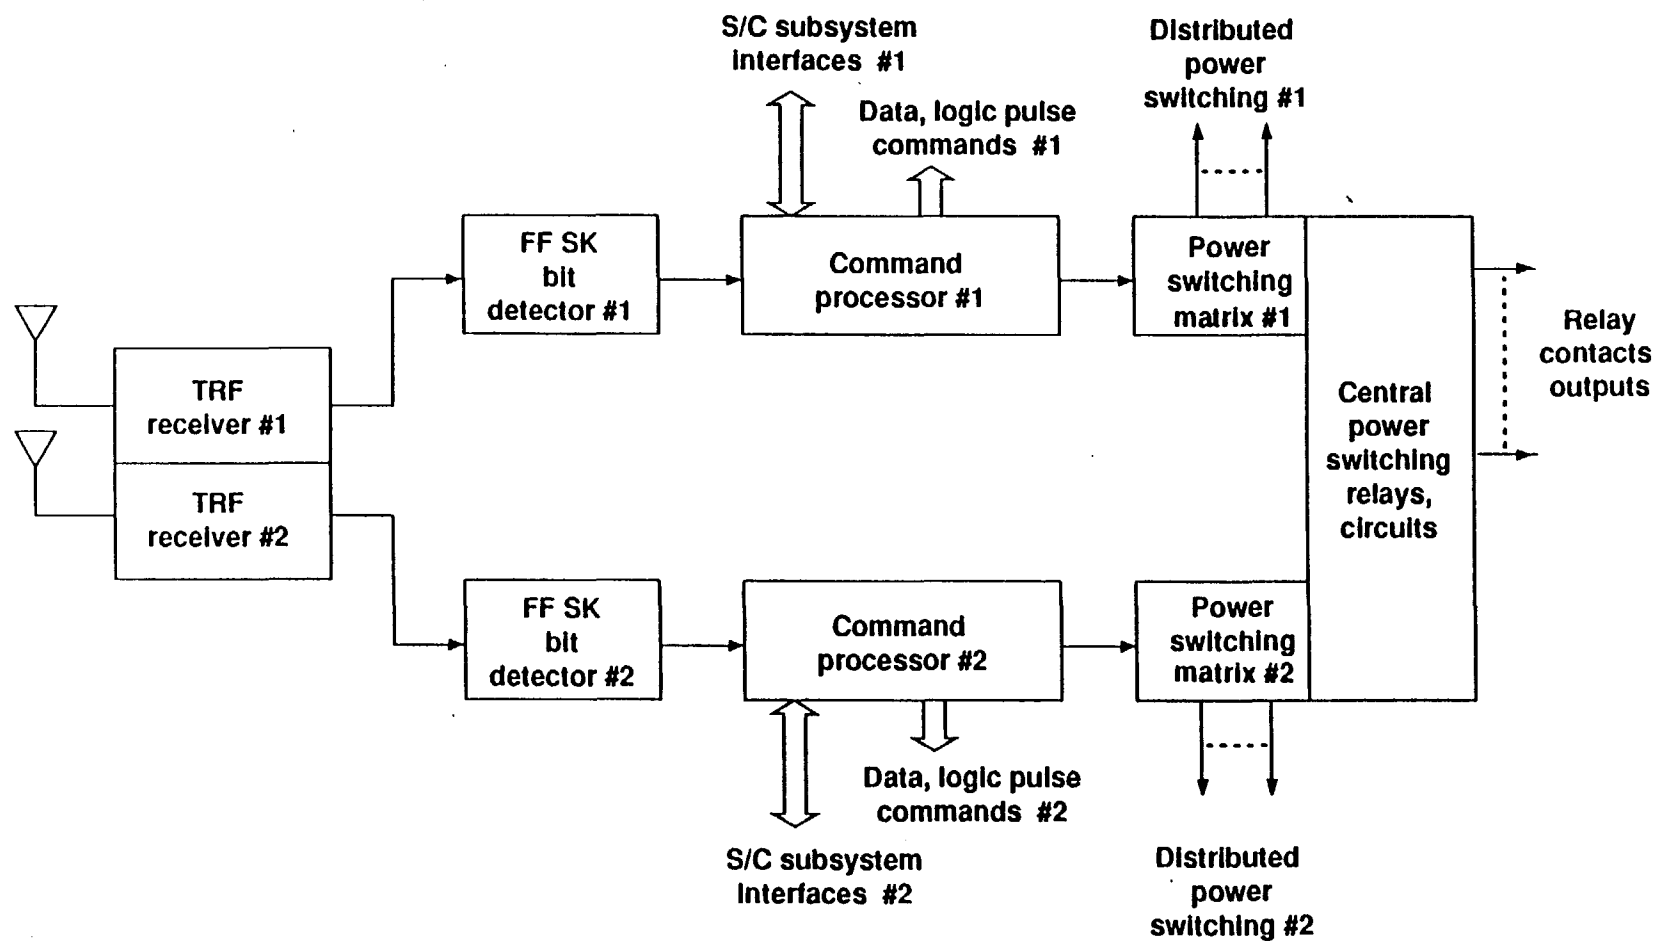 S/C subsystem
interfaces #1
Distributed
power
switching #1
Data, logic pulse
commands #1
FF SK
bit
detector #1
Command
processor #1
Power
switching
matrix #1
TRF
receiver #1
TRF
receiver #2
Central
power
switching
relays,
circuits
Relay
contacts
outputs
FF SK
bit
detector #2
Command
processor #2
Power
switching
matrix #2
Data, logic pulse
commands #2
S/C subsystem
Interfaces #2
Distributed
power
switching #2